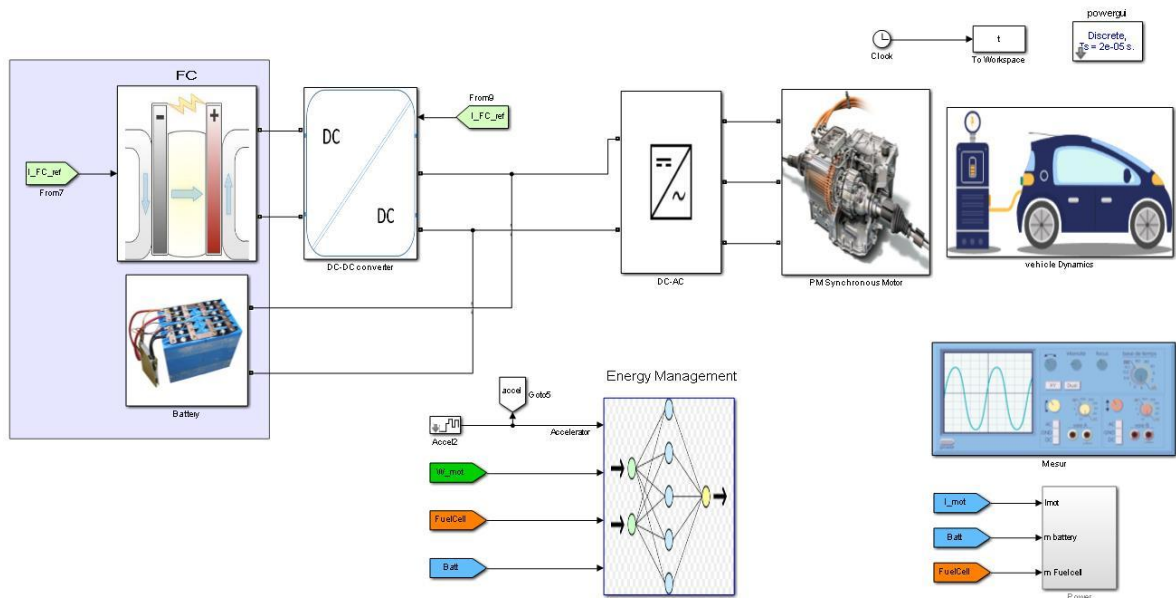 powergui
Discrete,
Ts = 2e-05 s.
t
Clock
To Workspace
FC
From9
I_FC_ref
DC
DC
I_FC_ref
From7
DC-DC converter
DC-AC
PM Synchronous Motor
vehicle Dynamics
Battery
Energy Management
accel
Goto5
Accel2
Accelerator
W_mot
FuelCell
Batt
Mesur
I_mot
Imot
Batt
m battery
FuelCell
m Fuelcell
Power